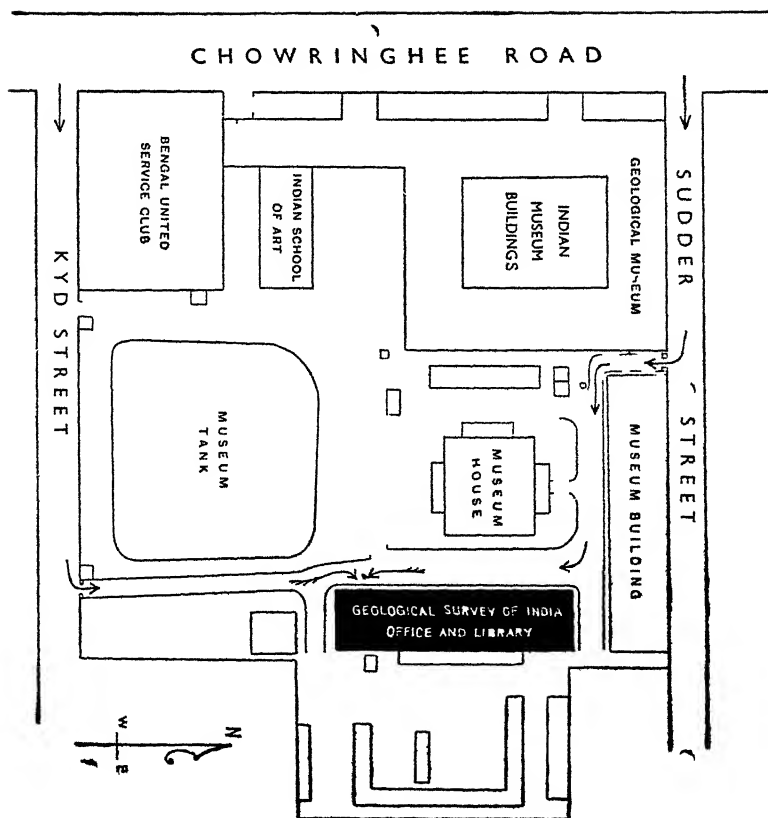 CHOWRINGHEE ROAD
BENGAL UNITED
SERVICE CLUB
INDIAN SCHOOL
OF ART
INDIAN
MUSEUM
BUILDINGS
GEOLOGICAL MUSEUM
SUDDER STREET
KYD STREET
MUSEUM
TANK
MUSEUM
HOUSE
MUSEUM BUILDING
GEOLOGICAL SURVEY OF INDIA
OFFICE AND LIBRARY
W
N
E